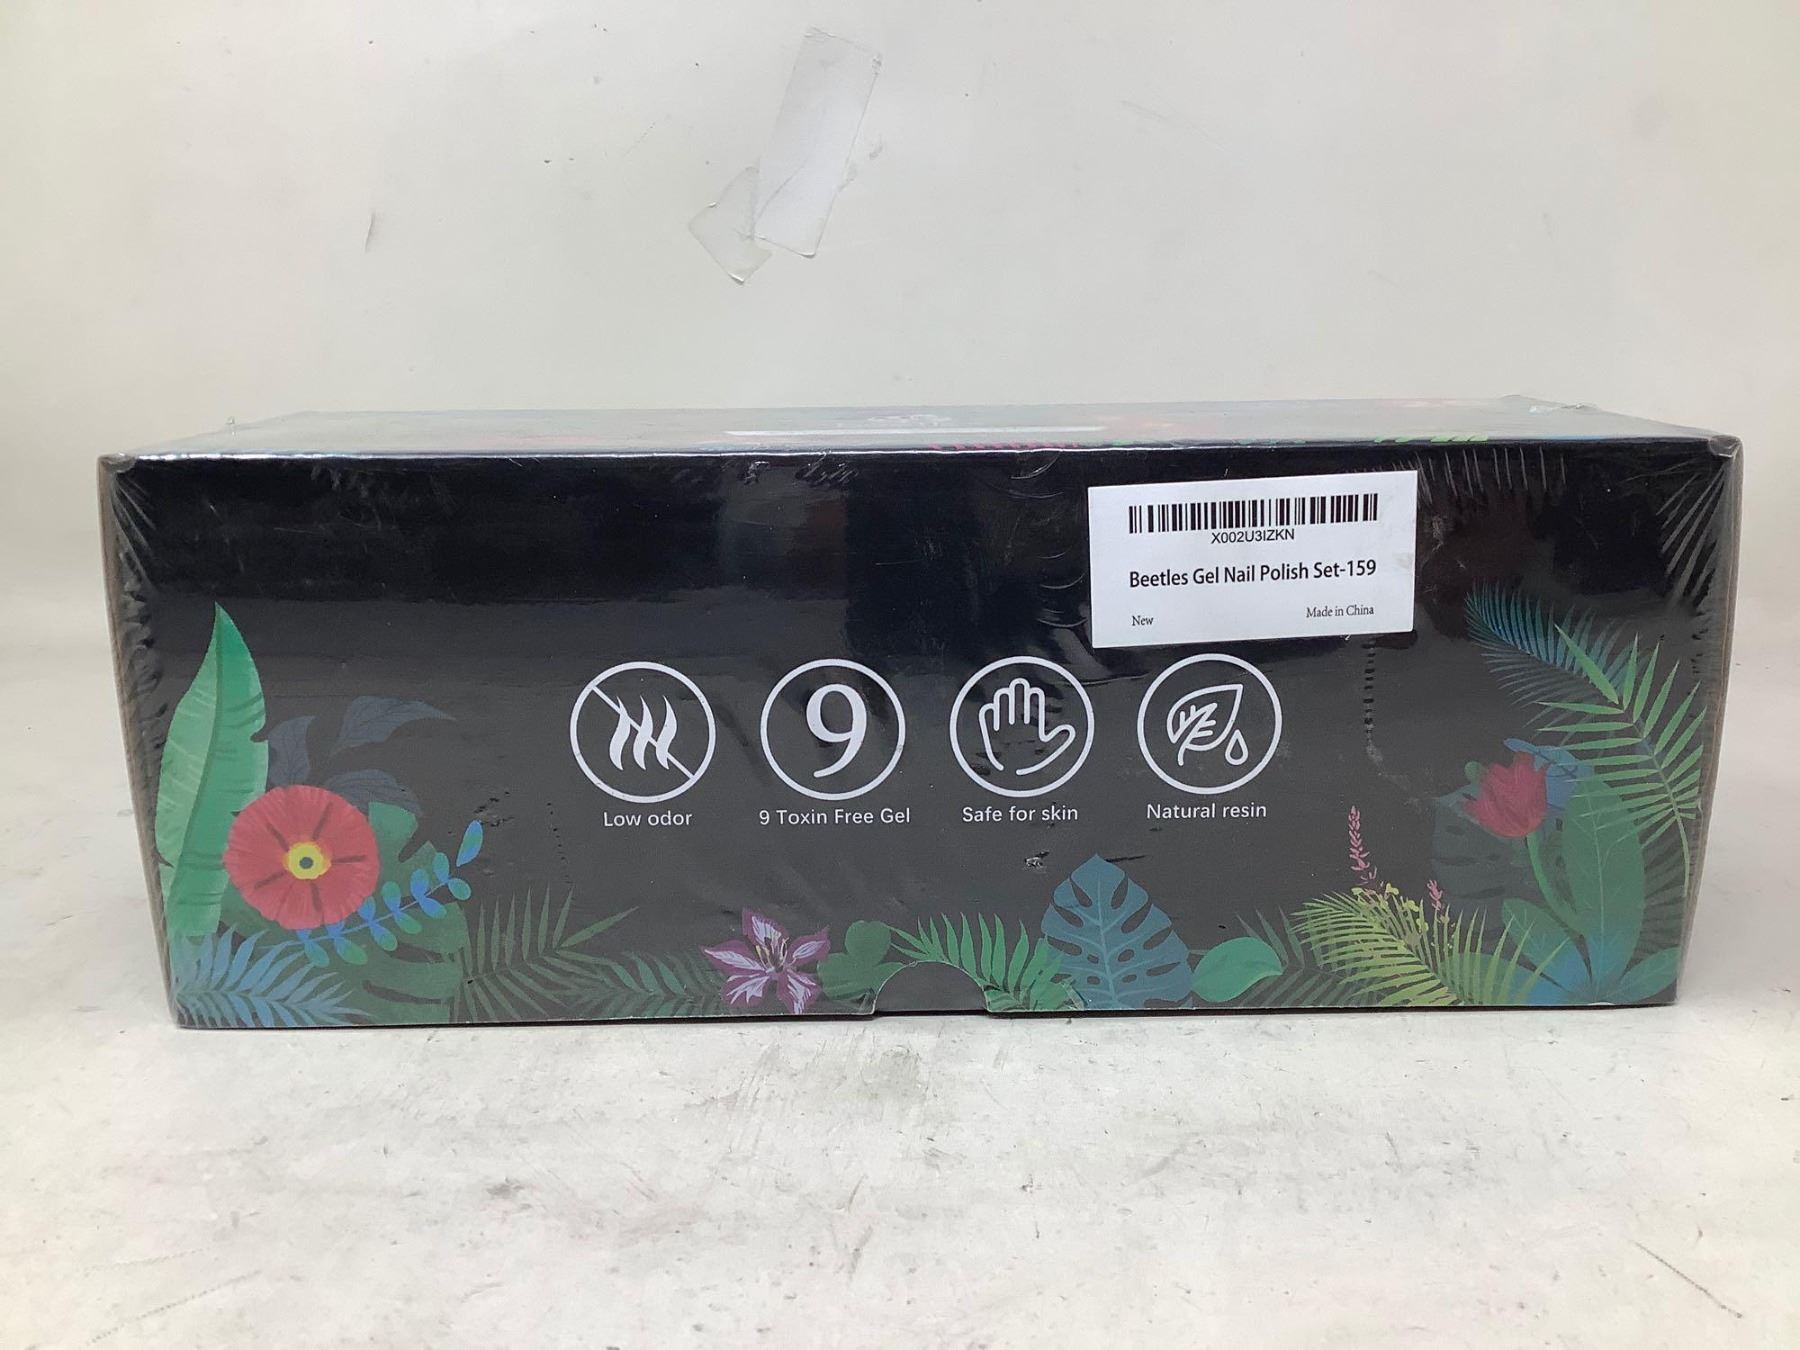 X002U3IZKN
Beetles Gel Nail Polish Set-159
New Made in China
9
Low odor 9 Toxin Free Gel Safe for skin Natural resin